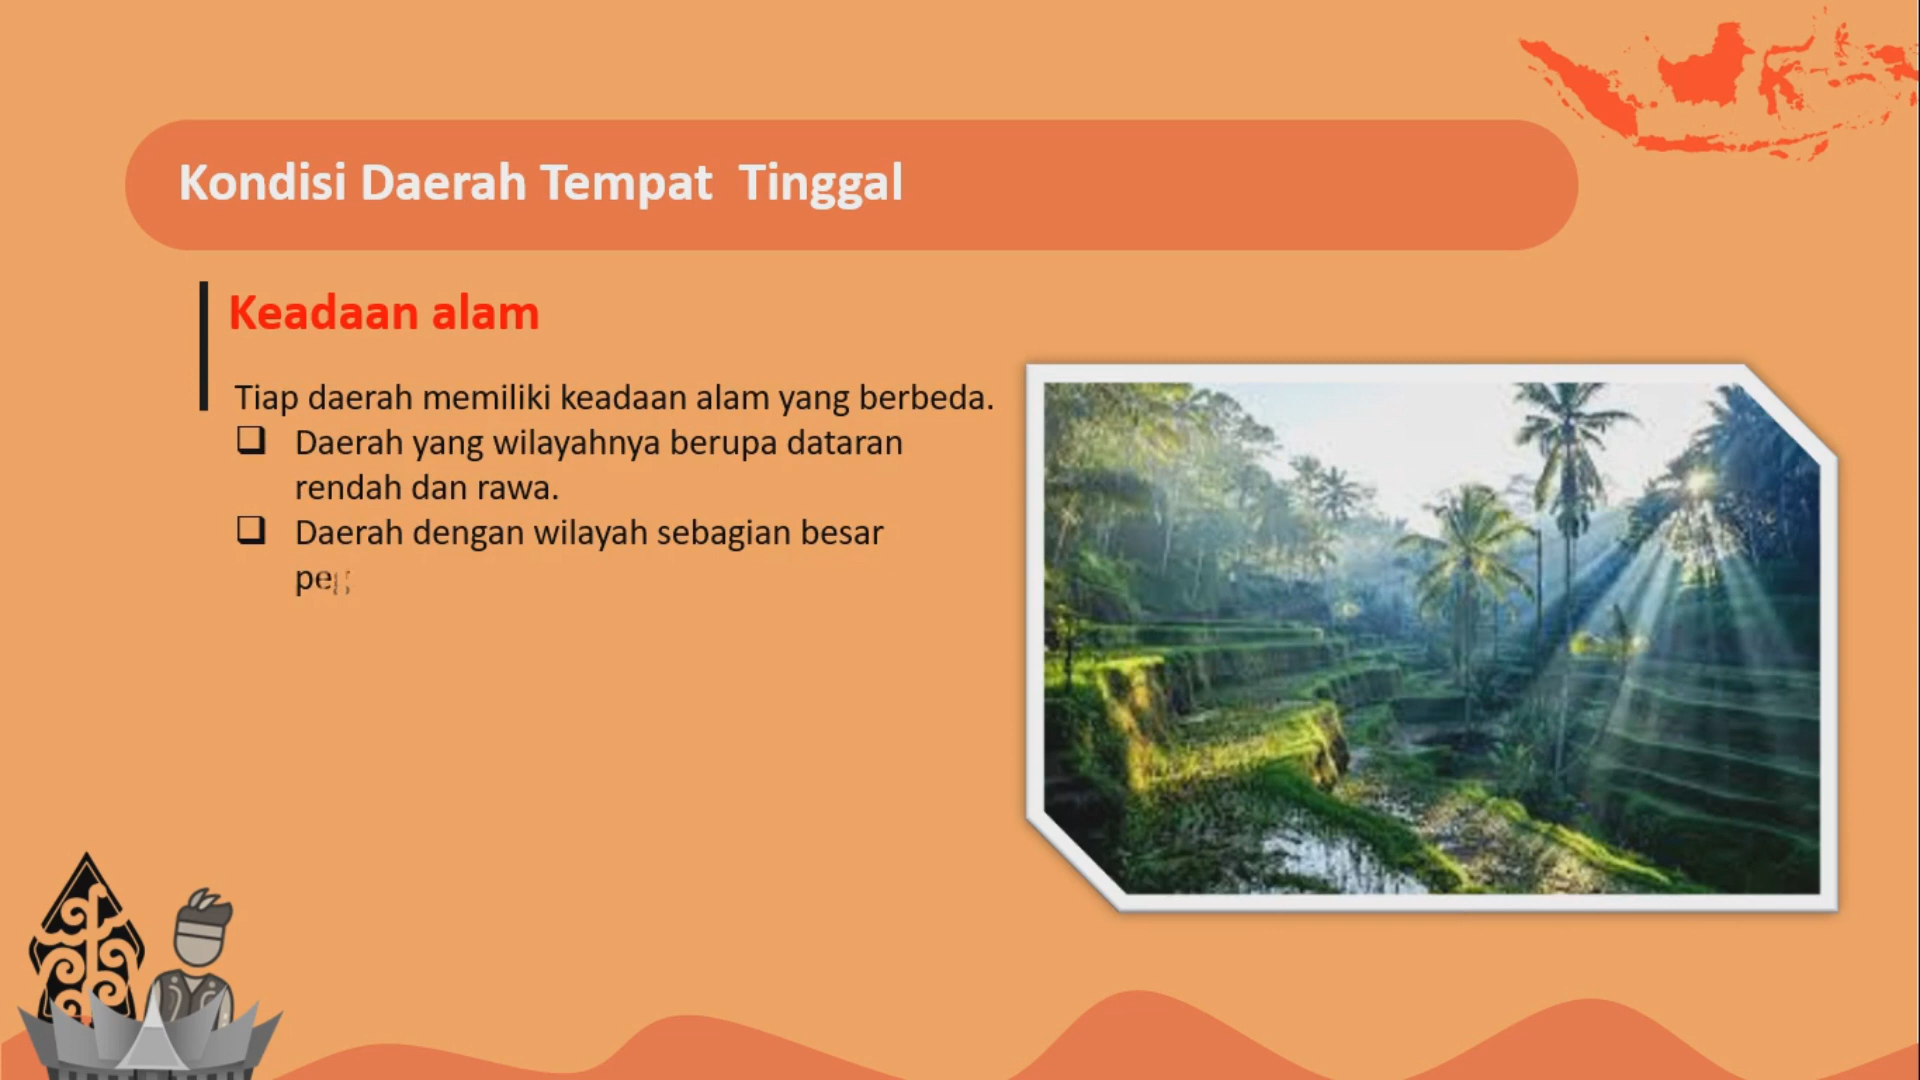 Kondisi Daerah Tempat  Tinggal
Keadaan alam
Tiap daerah memiliki keadaan alam yang berbeda.
❑ Daerah yang wilayahnya berupa dataran
rendah dan rawa.
❑ Daerah dengan wilayah sebagian besar